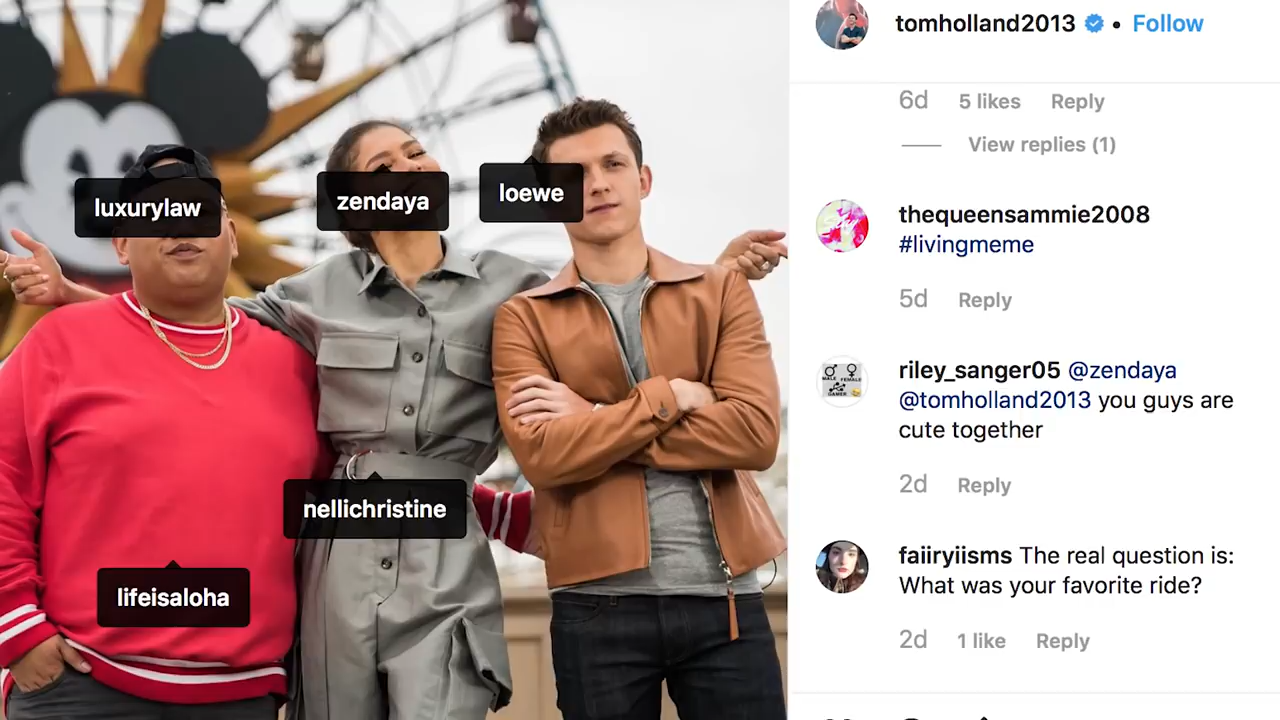 luxurylaw
zendaya
loewe
nellichristine
lifeisaloha
tomholland2013 • Follow
6d 5 likes Reply
View replies (1)
thequeensammie2008
#livingmeme
5d Reply
riley_sanger05 @zendaya
@tomholland2013 you guys are
cute together
2d Reply
faiiryiisms The real question is:
What was your favorite ride?
2d 1 like Reply